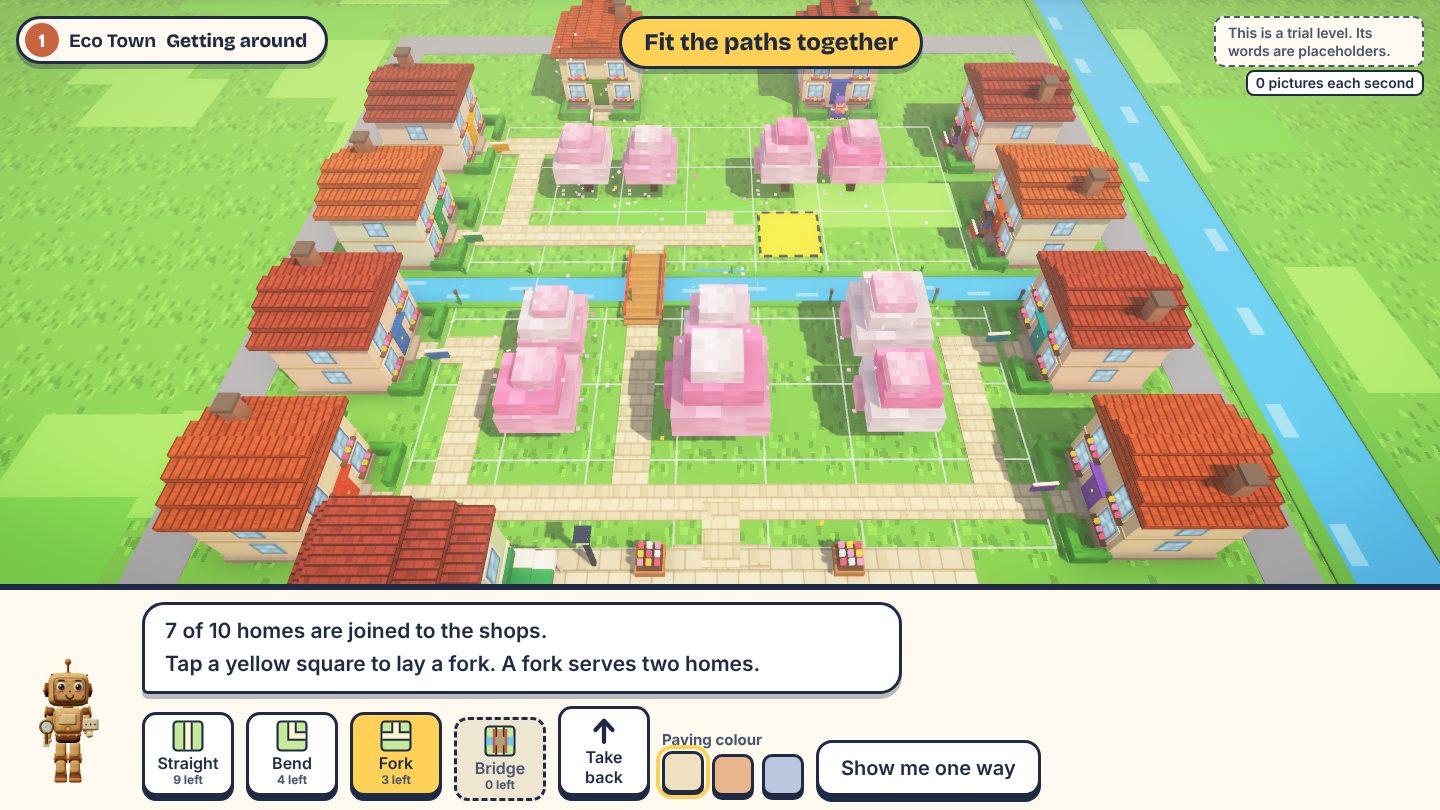 1 Eco Town Getting around
Fit the paths together
This is a trial level. Its
words are placeholders.
0 pictures each second
7 of 10 homes are joined to the shops.
Tap a yellow square to lay a fork. A fork serves two homes.
Straight
9 left
Bend
4 left
Fork
3 left
Bridge
0 left
Take
back
Paving colour
Show me one way